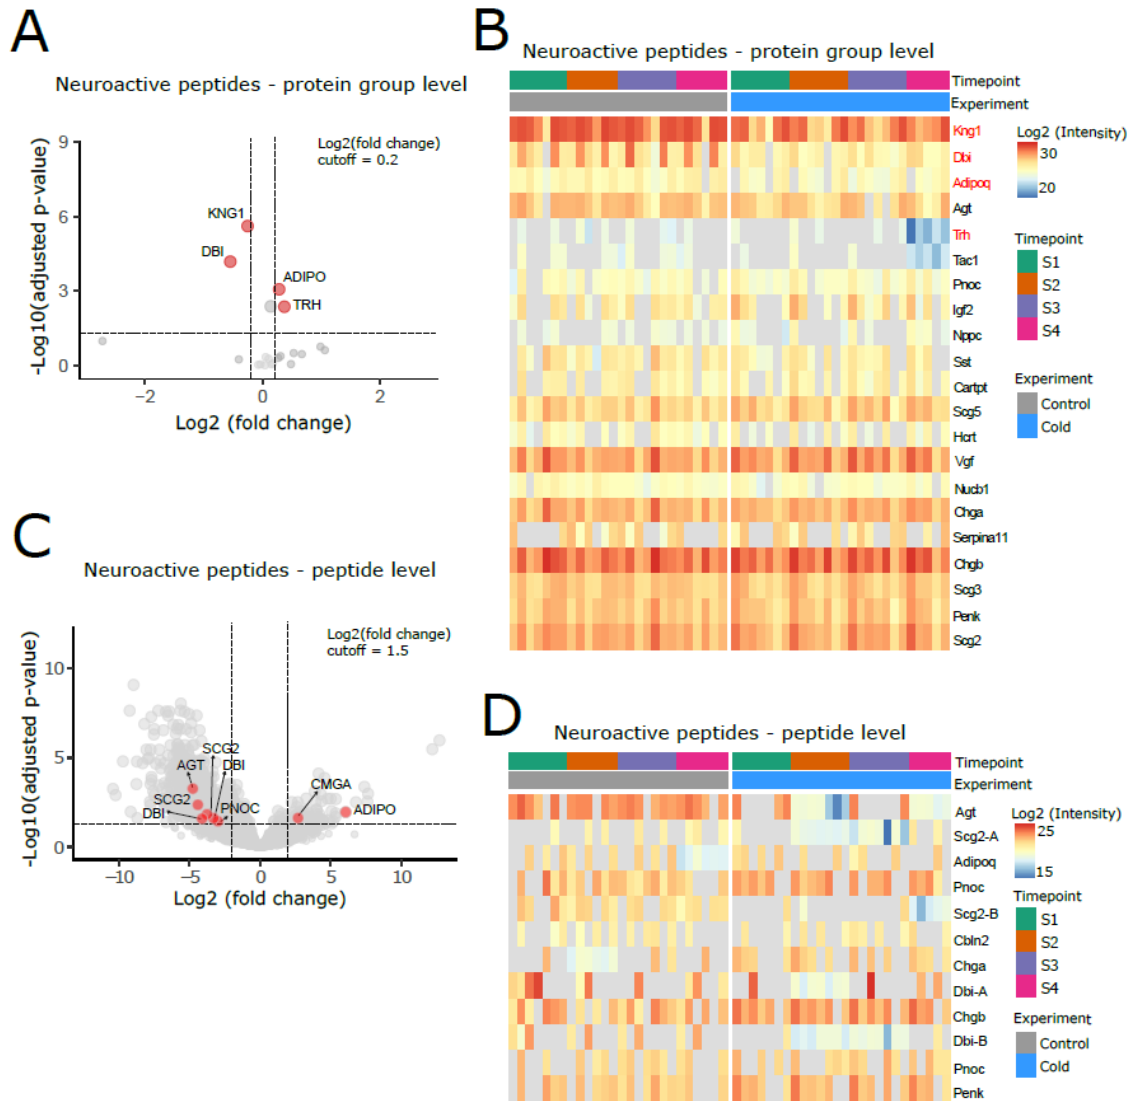 A
Neuroactive peptides - protein group level
Log2(fold change)
cutoff = 0.2
-Log10(adjusted p-value)
9
6
3
0
KNG1
DBI
ADIPO
TRH
−2
0
2
Log2 (fold change)
B
Neuroactive peptides - protein group level
Timepoint
Experiment
Kng1
Dbi
Adipoq
Agt
Trh
Tac1
Pnoc
Igf2
Nppc
Sst
Cartpt
Scg5
Hcrt
Vgf
Nucb1
Chga
Serpina11
Chgb
Scg3
Penk
Scg2
Log2 (Intensity)
30
20
Timepoint
S1
S2
S3
S4
Experiment
Control
Cold
C
Neuroactive peptides - peptide level
Log2(fold change)
cutoff = 1.5
-Log10(adjusted p-value)
10
5
0
SCG2
AGT
DBI
SCG2
DBI
PNOC
CMGA
ADIPO
−10
−5
0
5
10
Log2 (fold change)
D
Neuroactive peptides - peptide level
Timepoint
Experiment
Agt
Scg2-A
Adipoq
Pnoc
Scg2-B
Cbln2
Chga
Dbi-A
Chgb
Dbi-B
Pnoc
Penk
Log2 (Intensity)
25
15
Timepoint
S1
S2
S3
S4
Experiment
Control
Cold